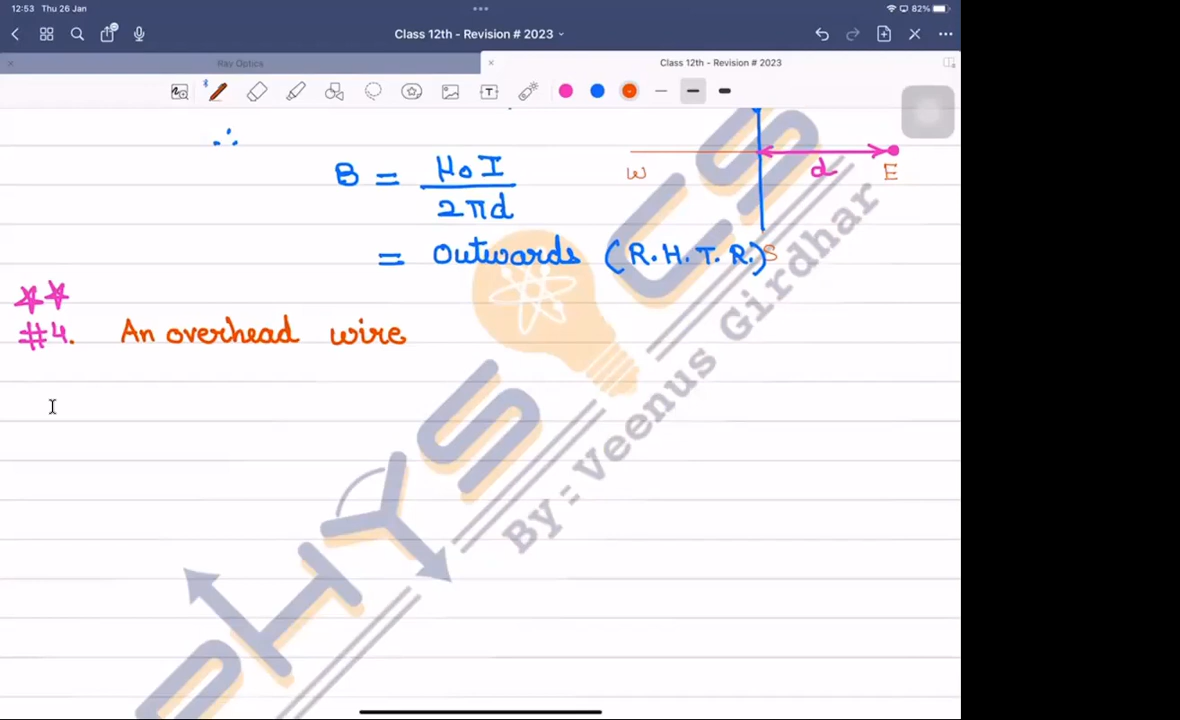 12:53 Thu 26 Jan
82%
Class 12th - Revision # 2023
Ray Optics
Class 12th - Revision # 2023
∴
B = μ₀I / 2πd
W d E
= Outwards (R.H.T.R.) S
#4. An overhead wire
PHYSICS
By:- Veenus Girdhar